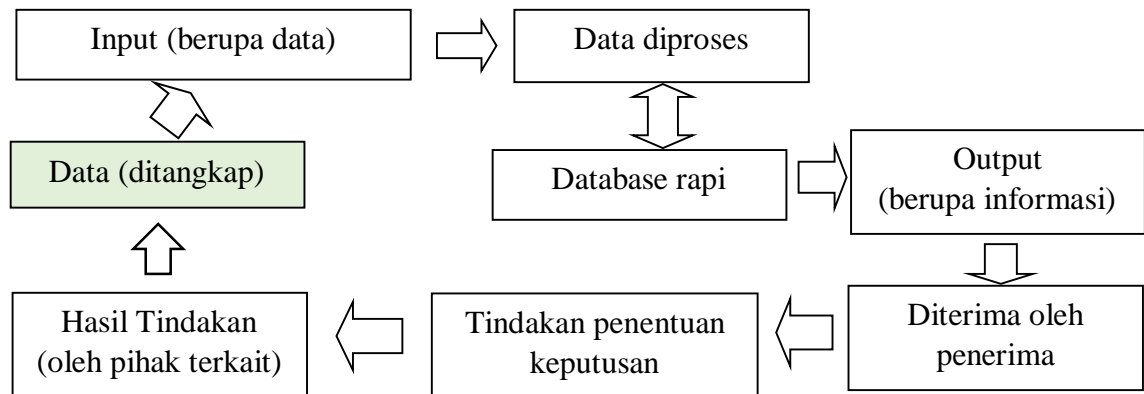 Input (berupa data)
Data diproses
Data (ditangkap)
Database rapi
Output
(berupa informasi)
Hasil Tindakan
(oleh pihak terkait)
Tindakan penentuan
keputusan
Diterima oleh
penerima